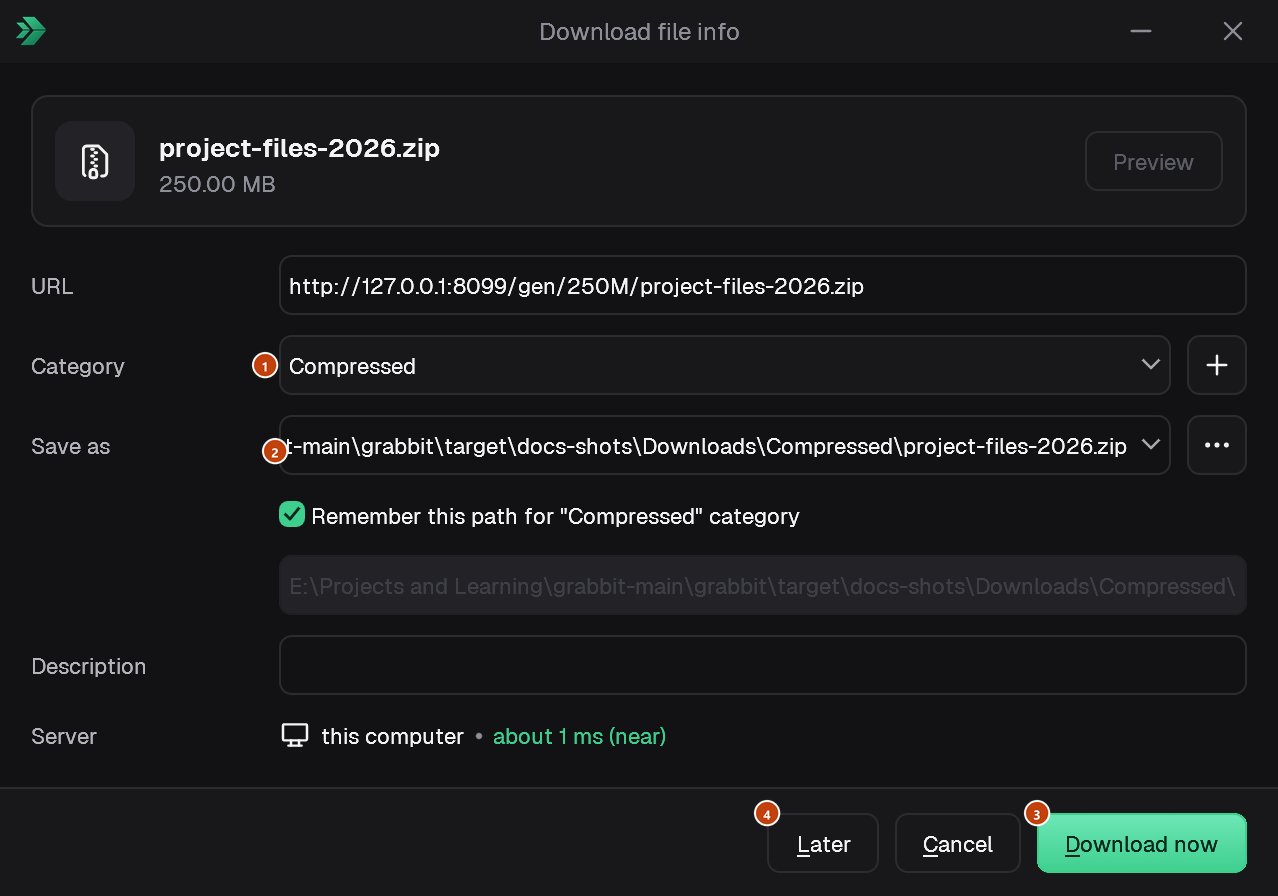 Download file info
project-files-2026.zip
250.00 MB
Preview
URL
http://127.0.0.1:8099/gen/250M/project-files-2026.zip
Category
1
Compressed
Save as
2
t-main\grabbit\target\docs-shots\Downloads\Compressed\project-files-2026.zip
Remember this path for "Compressed" category
E:\Projects and Learning\grabbit-main\grabbit\target\docs-shots\Downloads\Compressed\
Description
Server
this computer • about 1 ms (near)
4
Later
Cancel
3
Download now